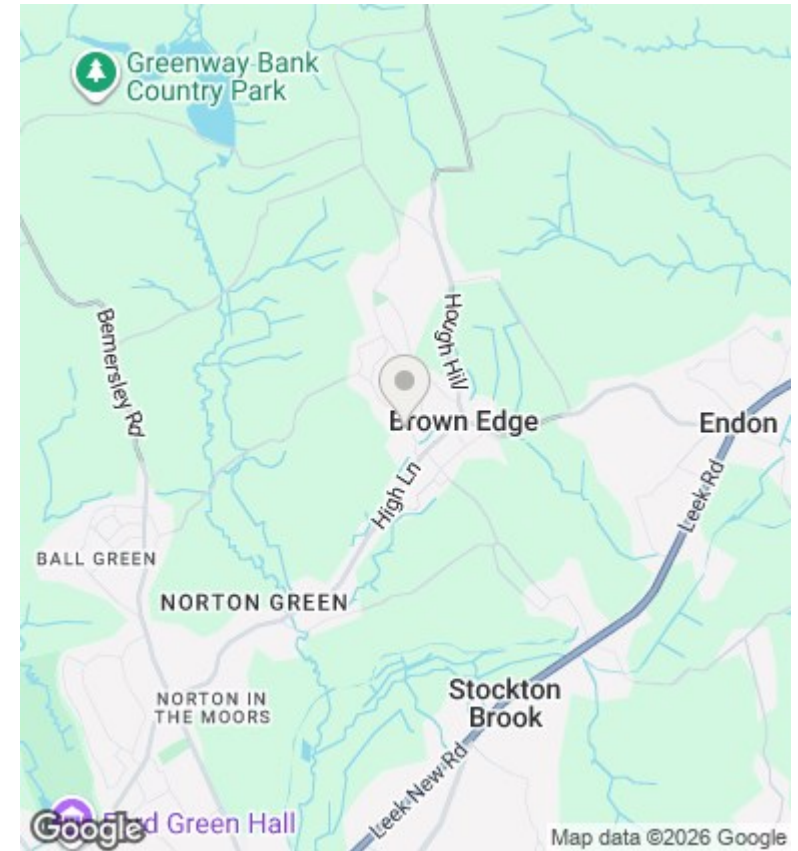 Greenway Bank
Country Park
Bemersley Rd
Hough Hill
Brown Edge
Endon
High Ln
Leek Rd
BALL GREEN
NORTON GREEN
NORTON IN
THE MOORS
Stockton
Brook
Leek New Rd
Ford Green Hall
Google
Map data ©2026 Google